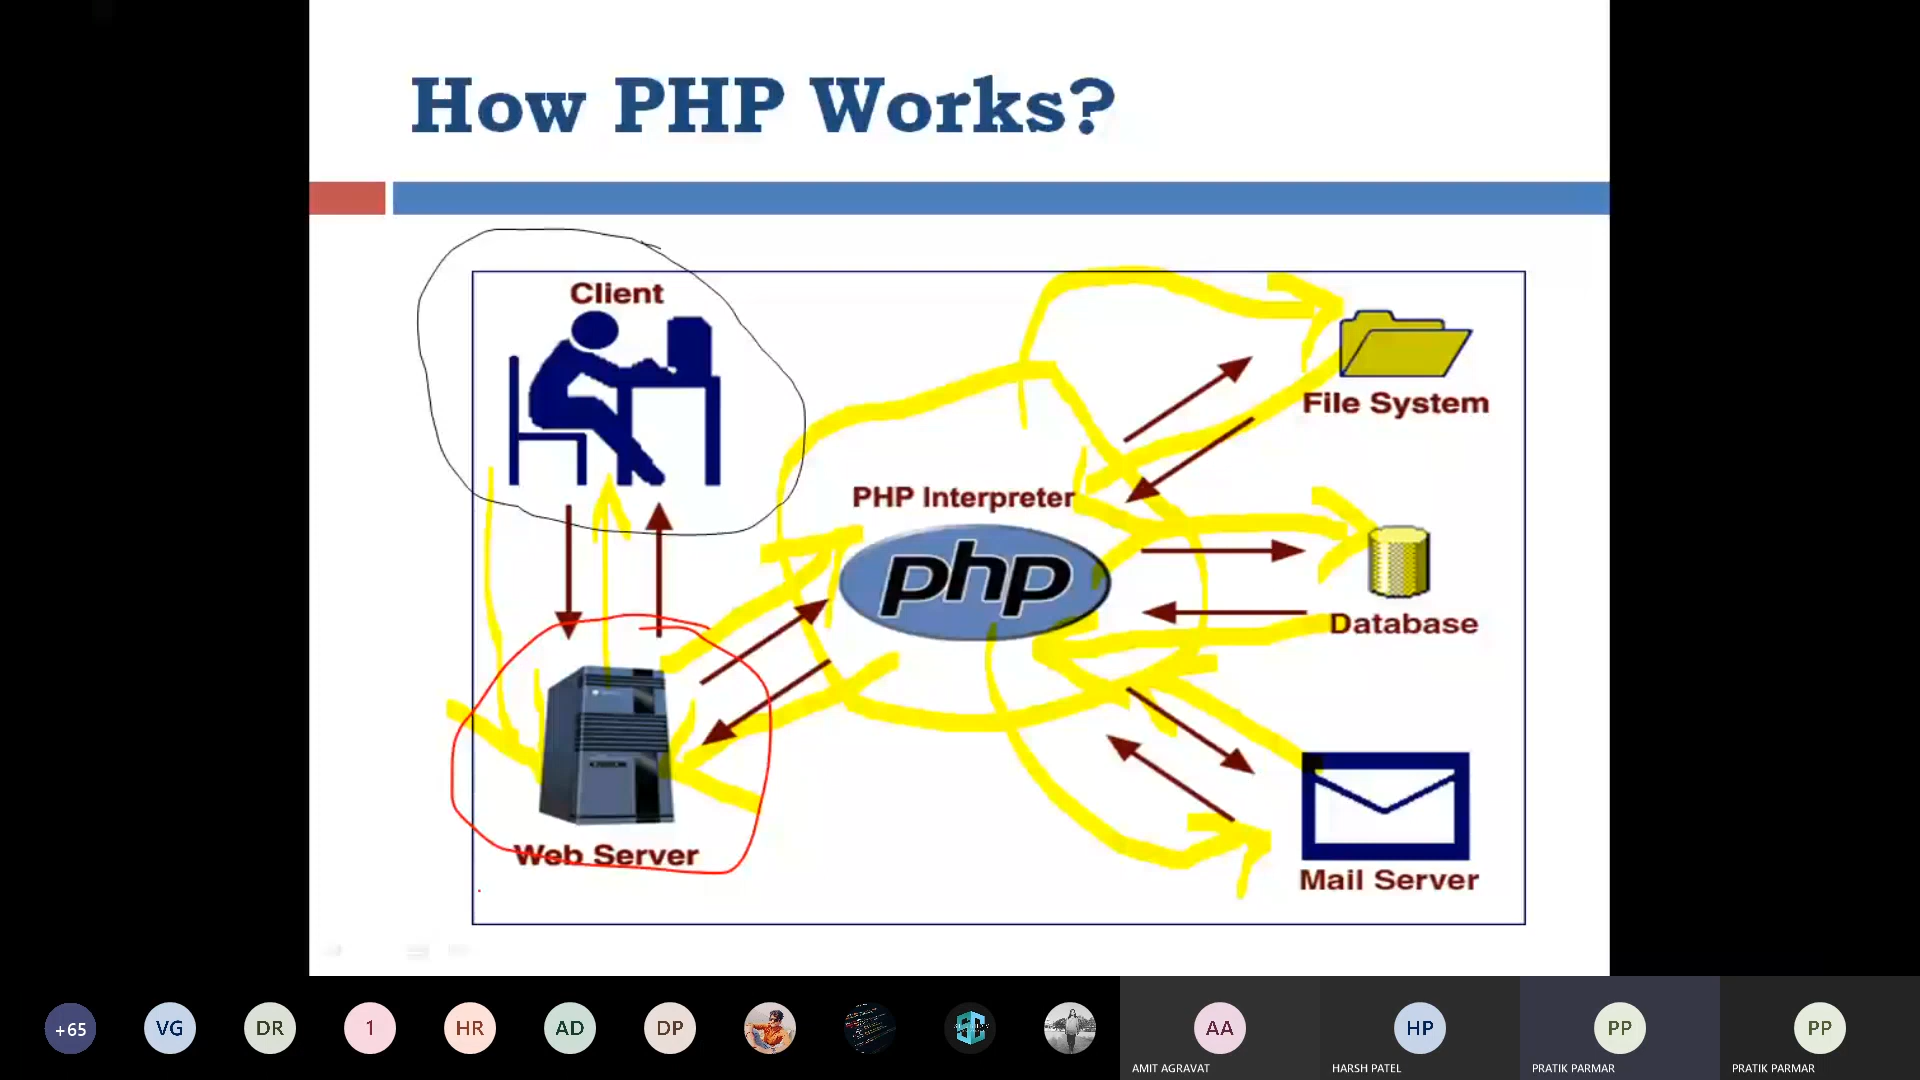 How PHP Works?
Client
File System
PHP Interpreter
php
Database
Web Server
Mail Server
+65
VG
DR
1
HR
AD
DP
AA
HP
PP
PP
AMIT AGRAVAT
HARSH PATEL
PRATIK PARMAR
PRATIK PARMAR